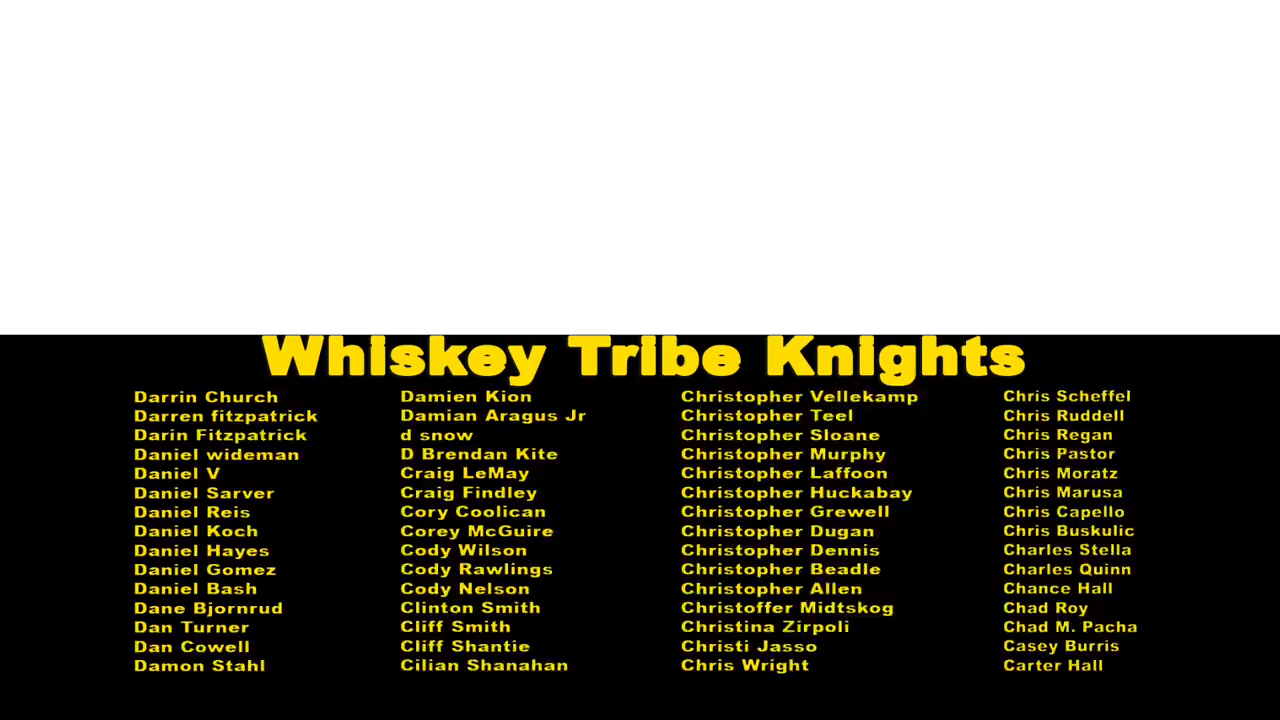 Whiskey Tribe Knights
Darrin Church
Darren fitzpatrick
Darin Fitzpatrick
Daniel wideman
Daniel V
Daniel Sarver
Daniel Reis
Daniel Koch
Daniel Hayes
Daniel Gomez
Daniel Bash
Dane Bjornrud
Dan Turner
Dan Cowell
Damon Stahl
Damien Kion
Damian Aragus Jr
d snow
D Brendan Kite
Craig LeMay
Craig Findley
Cory Coolican
Corey McGuire
Cody Wilson
Cody Rawlings
Cody Nelson
Clinton Smith
Cliff Smith
Cliff Shantie
Cilian Shanahan
Christopher Vellekamp
Christopher Teel
Christopher Sloane
Christopher Murphy
Christopher Laffoon
Christopher Huckabay
Christopher Grewell
Christopher Dugan
Christopher Dennis
Christopher Beadle
Christopher Allen
Christoffer Midtskog
Christina Zirpoli
Christi Jasso
Chris Wright
Chris Scheffel
Chris Ruddell
Chris Regan
Chris Pastor
Chris Moratz
Chris Marusa
Chris Capello
Chris Buskulic
Charles Stella
Charles Quinn
Chance Hall
Chad Roy
Chad M. Pacha
Casey Burris
Carter Hall